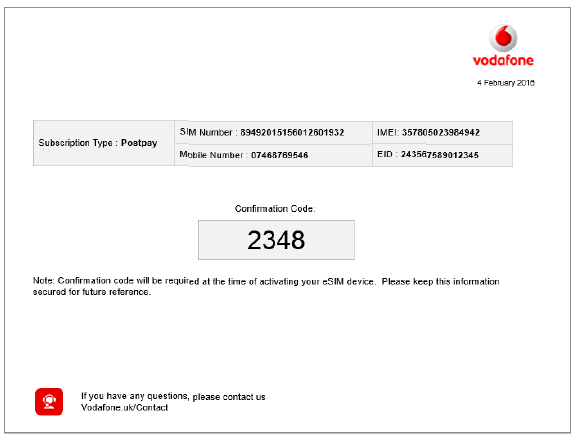 vodafone
4 February 2016
Subscription Type : Postpay
SIM Number : 89492015156012601932
IMEI: 357805023984942
Mobile Number : 07468769546
EID : 243567589012345
Confirmation Code:
2348
Note: Confirmation code will be required at the time of activating your eSIM device. Please keep this information
secured for future reference.
If you have any questions, please contact us
Vodafone.uk/Contact